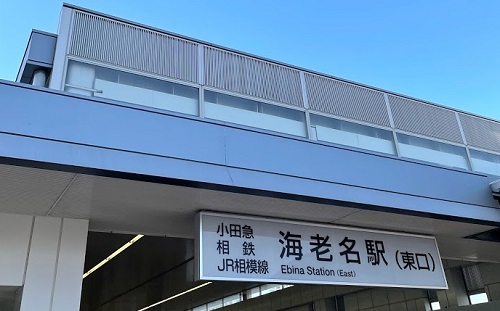 小田急
相鉄
JR相模線
海老名駅(東口)
Ebina Station (East)